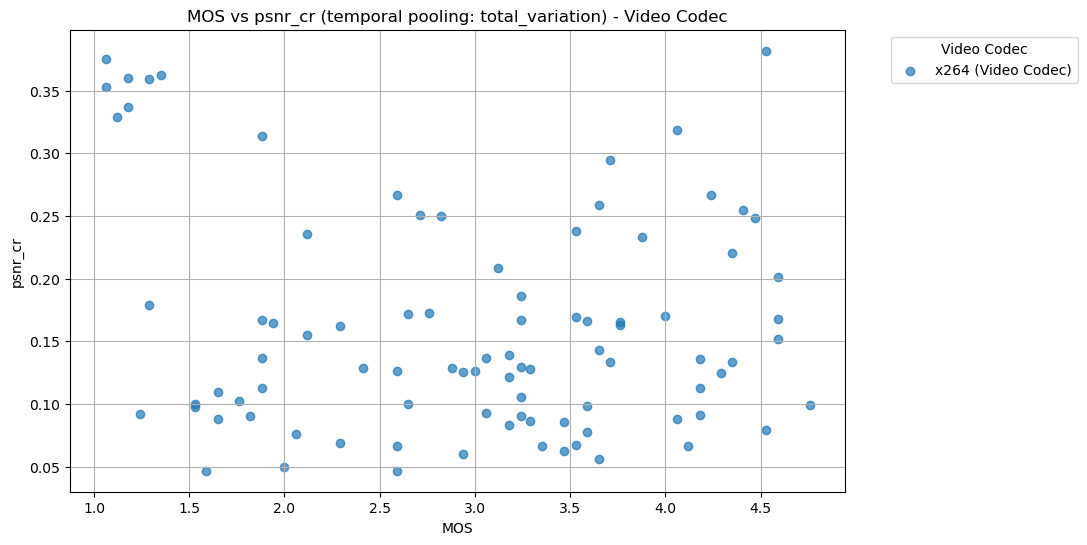 MOS vs psnr_cr (temporal pooling: total_variation) - Video Codec
Video Codec
x264 (Video Codec)
psnr_cr
0.35
0.30
0.25
0.20
0.15
0.10
0.05
1.0 1.5 2.0 2.5 3.0 3.5 4.0 4.5
MOS